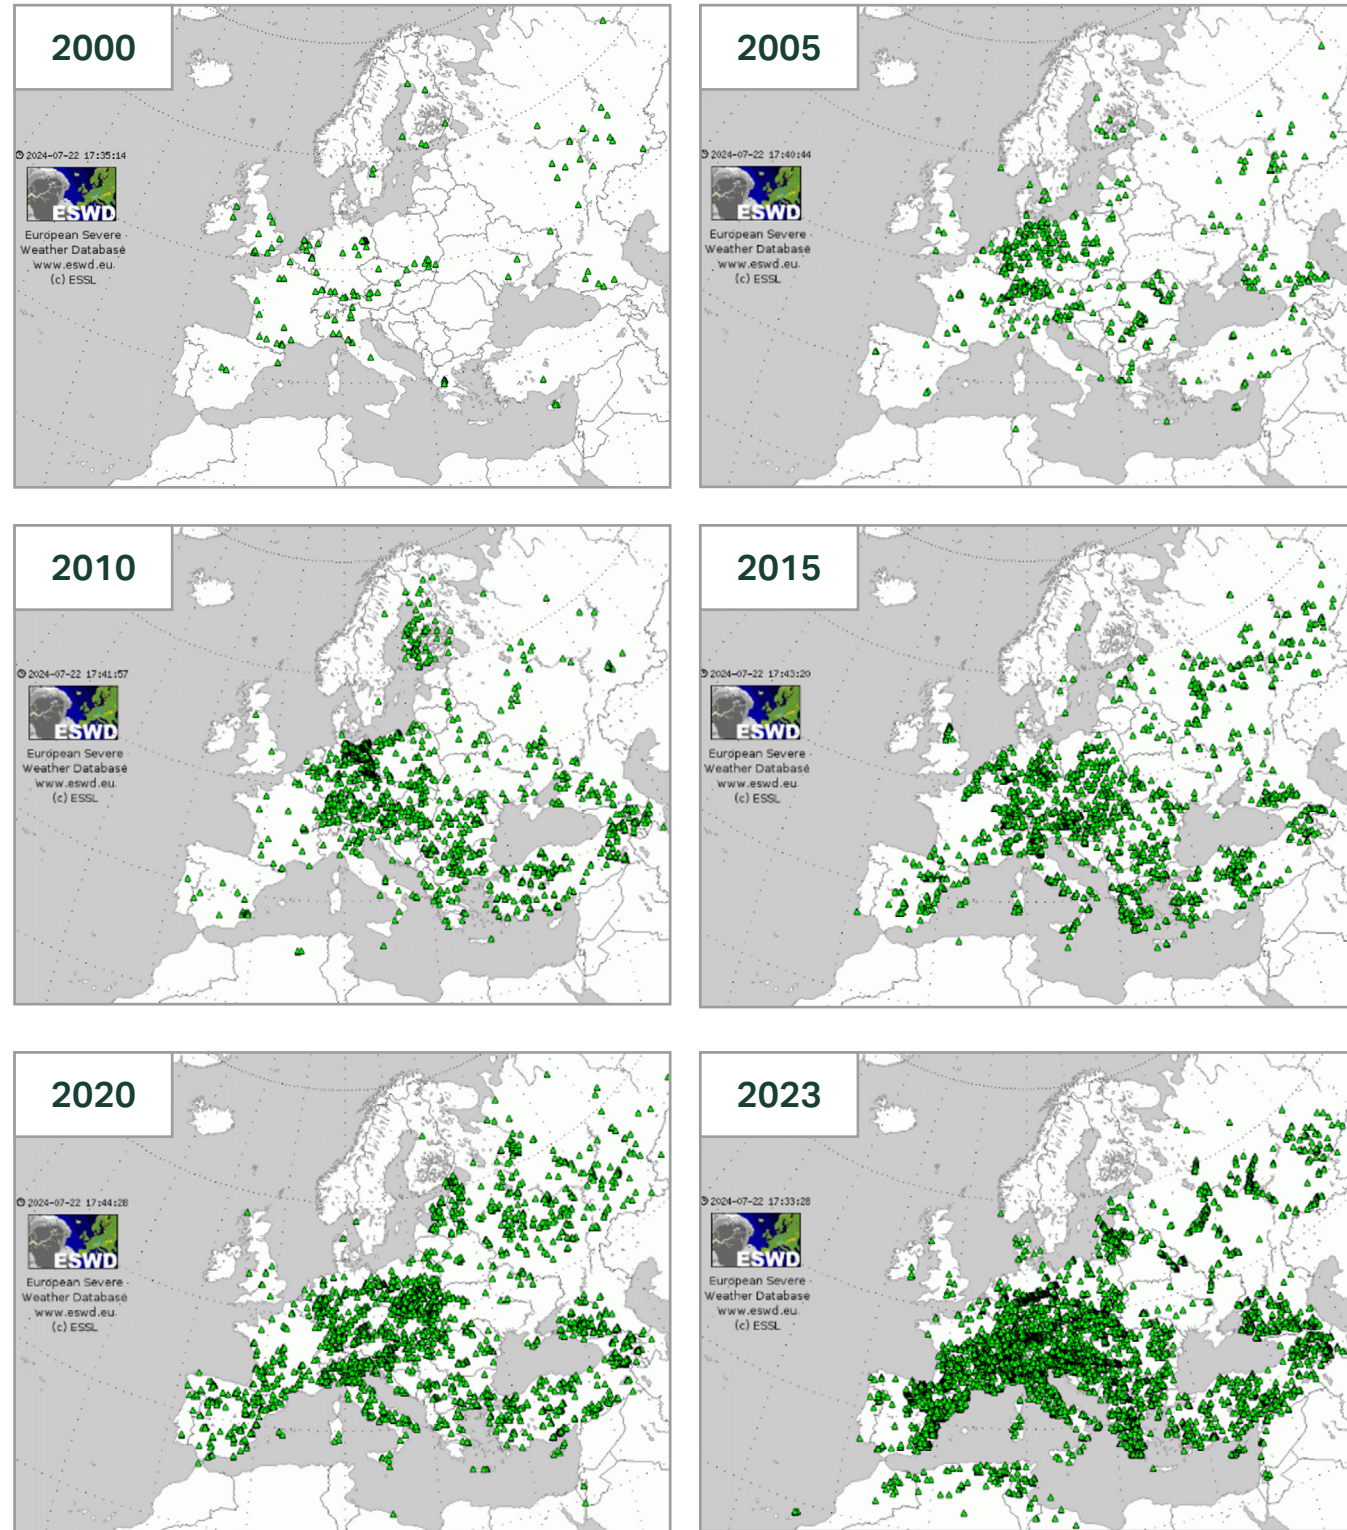 2000
2024-07-22 17:35:14
ESWD
European Severe
Weather Database
www.eswd.eu
(c) ESSL
2005
2024-07-22 17:40:44
ESWD
European Severe
Weather Database
www.eswd.eu
(c) ESSL
2010
2024-07-22 17:41:57
ESWD
European Severe
Weather Database
www.eswd.eu
(c) ESSL
2015
2024-07-22 17:43:20
ESWD
European Severe
Weather Database
www.eswd.eu
(c) ESSL
2020
2024-07-22 17:44:28
ESWD
European Severe
Weather Database
www.eswd.eu
(c) ESSL
2023
2024-07-22 17:33:28
ESWD
European Severe
Weather Database
www.eswd.eu
(c) ESSL